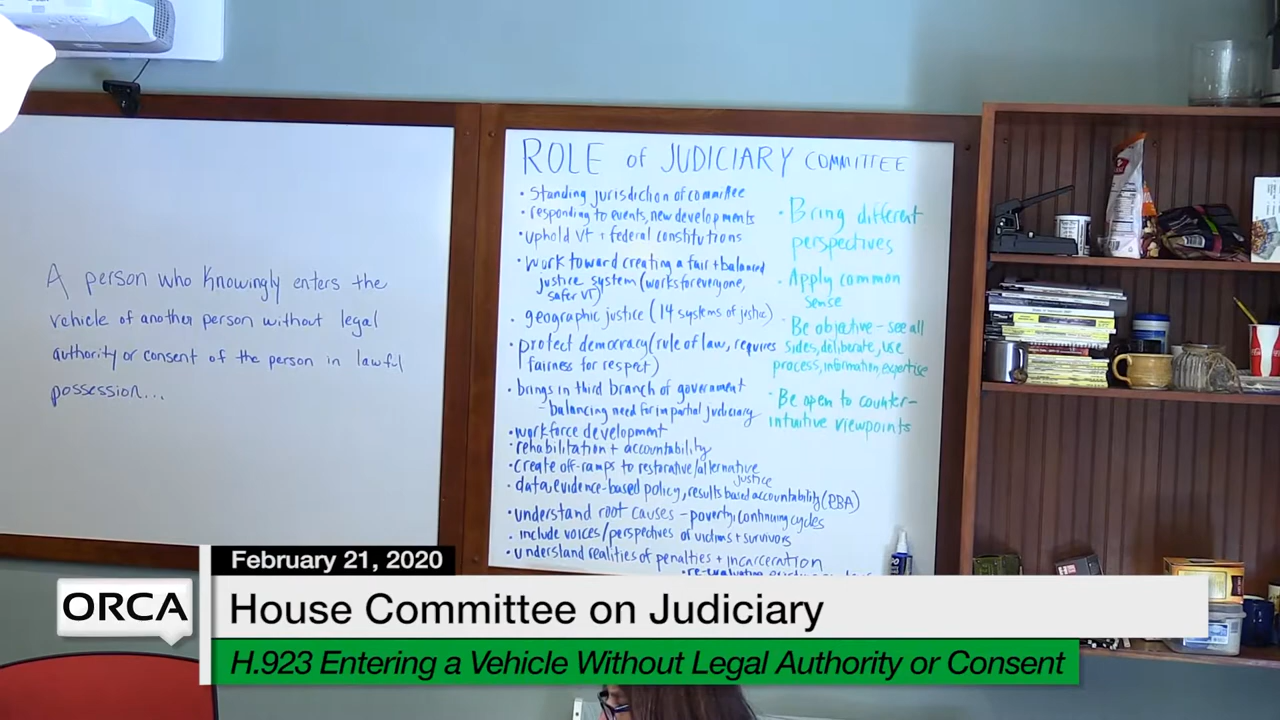 A person who knowingly enters the
vehicle of another person without legal
authority or consent of the person in lawful
possession...
ROLE of JUDICIARY COMMITTEE
• Standing jurisdiction of committee
• responding to events, new developments
• uphold VT + federal constitutions
• work toward creating a fair + balanced
justice system (works for everyone,
safer VT)
• geographic justice (14 systems of justice)
• protect democracy (rule of law, requires
fairness for respect)
• brings in third branch of government
- balancing need for impartial judiciary
• workforce development
• rehabilitation + accountability
• create off-ramps to restorative/alternative
justice
• data, evidence-based policy, results based accountability (RBA)
• understand root causes - poverty, continuing cycles
• include voices/perspectives of victims + survivors
• understand realities of penalties + incarceration
• Bring different
perspectives
• Apply common
sense
• Be objective - see all
sides, deliberate, use
process, information, expertise
• Be open to counter-
intuitive viewpoints
February 21, 2020
ORCA
House Committee on Judiciary
H.923 Entering a Vehicle Without Legal Authority or Consent